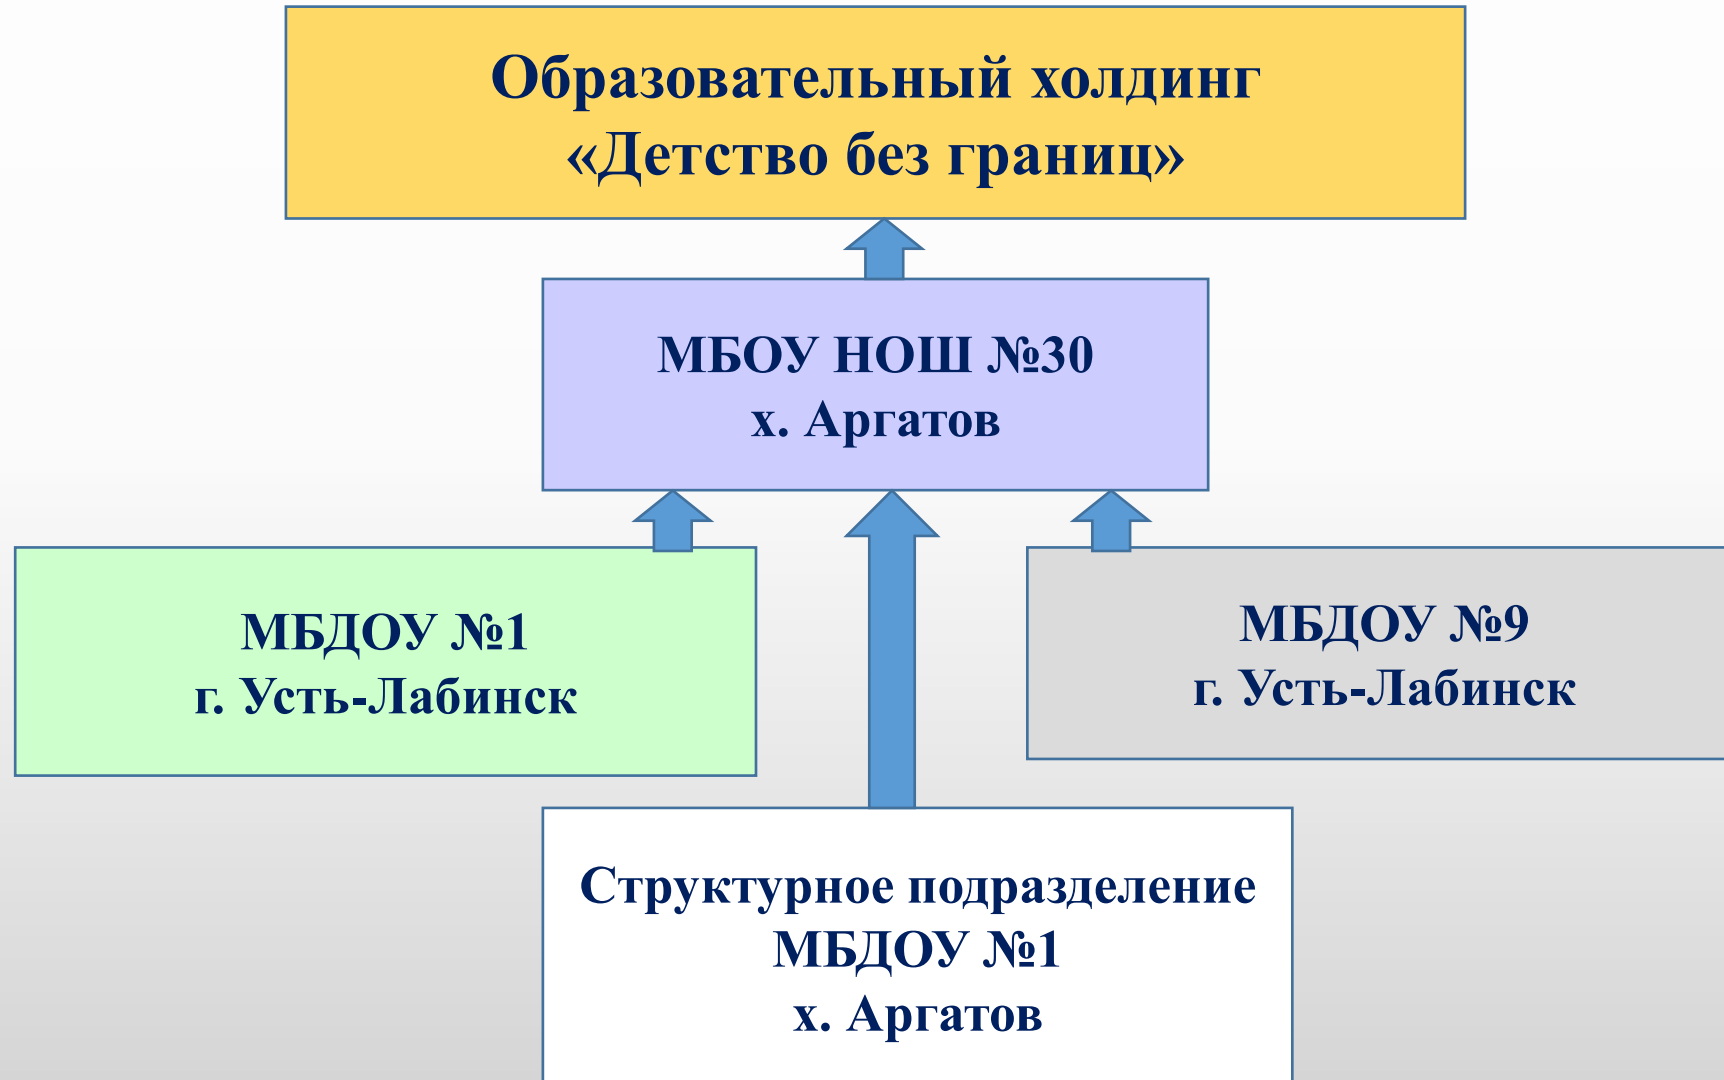 Образовательный холдинг
«Детство без границ»
МБОУ НОШ №30
х. Аргатов
МБДОУ №1
г. Усть-Лабинск
МБДОУ №9
г. Усть-Лабинск
Структурное подразделение
МБДОУ №1
х. Аргатов